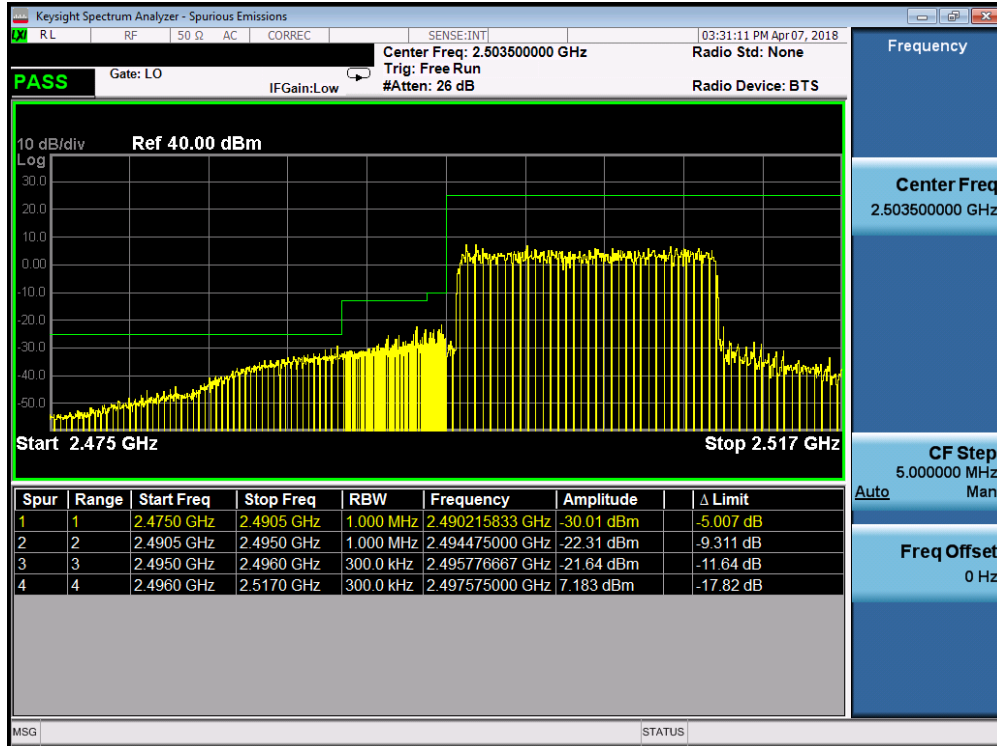 Keysight Spectrum Analyzer - Spurious Emissions
LXI RL RF 50 Ω AC CORREC SENSE:INT 03:31:11 PM Apr 07, 2018
Center Freq: 2.503500000 GHz Radio Std: None
PASS Gate: LO Trig: Free Run
IFGain:Low #Atten: 26 dB Radio Device: BTS
10 dB/div Ref 40.00 dBm
Log
30.0
20.0
10.0
0.00
-10.0
-20.0
-30.0
-40.0
-50.0
Start 2.475 GHz Stop 2.517 GHz
Spur Range Start Freq Stop Freq RBW Frequency Amplitude Δ Limit
1 1 2.4750 GHz 2.4905 GHz 1.000 MHz 2.490215833 GHz -30.01 dBm -5.007 dB
2 2 2.4905 GHz 2.4950 GHz 1.000 MHz 2.494475000 GHz -22.31 dBm -9.311 dB
3 3 2.4950 GHz 2.4960 GHz 300.0 kHz 2.495776667 GHz -21.64 dBm -11.64 dB
4 4 2.4960 GHz 2.5170 GHz 300.0 kHz 2.497575000 GHz 7.183 dBm -17.82 dB
MSG STATUS
Frequency
Center Freq
2.503500000 GHz
CF Step
5.000000 MHz
Auto Man
Freq Offset
0 Hz